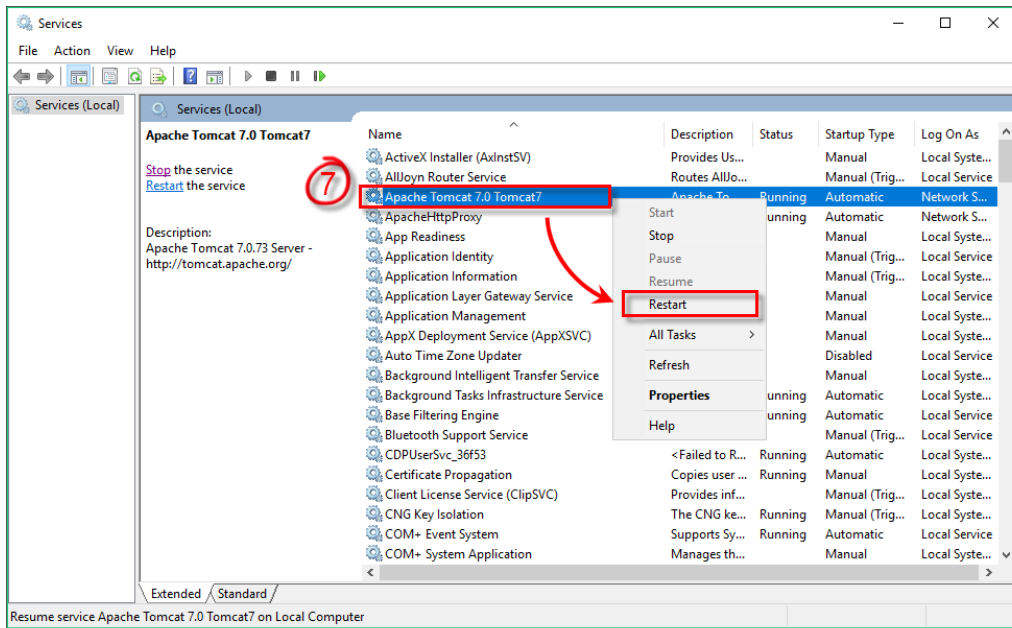 Services
File Action View Help
Services (Local)
Services (Local)
Apache Tomcat 7.0 Tomcat7
Stop the service
Restart the service
Description:
Apache Tomcat 7.0.73 Server -
http://tomcat.apache.org/
7
Name Description Status Startup Type Log On As
ActiveX Installer (AxInstSV) Provides Us... Manual Local Syste...
AllJoyn Router Service Routes AllJo... Manual (Trig... Local Service
Apache Tomcat 7.0 Tomcat7 Apache To... Running Automatic Network S...
ApacheHttpProxy unning Automatic Network S...
App Readiness Manual Local Syste...
Application Identity Manual (Trig... Local Service
Application Information Manual (Trig... Local Syste...
Application Layer Gateway Service Manual Local Service
Application Management Manual Local Syste...
AppX Deployment Service (AppXSVC) Manual Local Syste...
Auto Time Zone Updater Disabled Local Service
Background Intelligent Transfer Service Manual Local Syste...
Background Tasks Infrastructure Service unning Automatic Local Syste...
Base Filtering Engine unning Automatic Local Service
Bluetooth Support Service Manual (Trig... Local Service
CDPUserSvc_36f53 <Failed to R... Running Automatic Local Syste...
Certificate Propagation Copies user ... Running Manual Local Syste...
Client License Service (ClipSVC) Provides inf... Manual (Trig... Local Syste...
CNG Key Isolation The CNG ke... Running Manual (Trig... Local Syste...
COM+ Event System Supports Sy... Running Automatic Local Service
COM+ System Application Manages th... Manual Local Syste...
Start
Stop
Pause
Resume
Restart
All Tasks
Refresh
Properties
Help
Extended Standard
Resume service Apache Tomcat 7.0 Tomcat7 on Local Computer